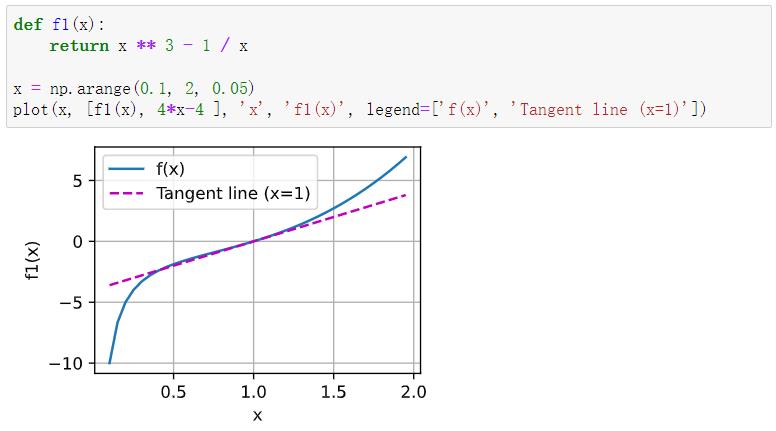 def f1(x):
    return x ** 3 - 1 / x
x = np.arange(0.1, 2, 0.05)
plot(x, [f1(x), 4*x-4 ], 'x', 'f1(x)', legend=['f(x)', 'Tangent line (x=1)'])
f(x)
Tangent line (x=1)
5
0
−5
−10
f1(x)
0.5 1.0 1.5 2.0
x